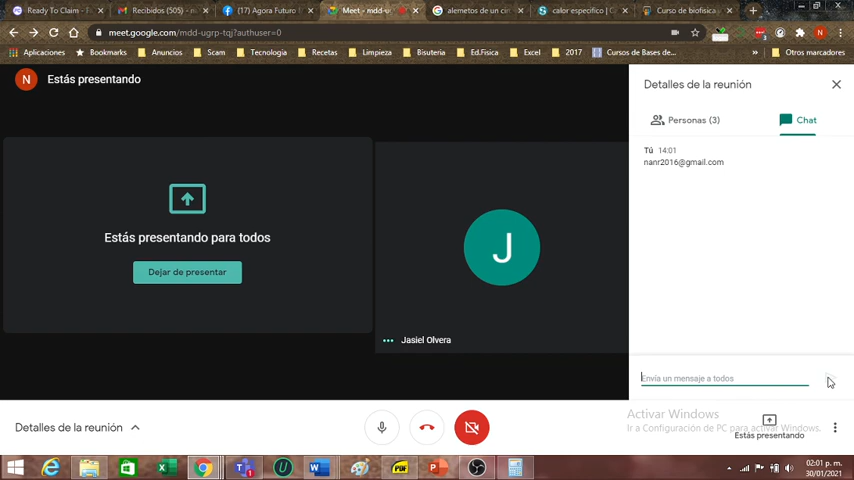 Ready To Claim -
Recibidos (505) - n
(17) Agora Futuro
Meet – mdd-ug
alemetos de un cir
calor especifico | C
Curso de biofisica
meet.google.com/mdd-ugrp-tqj?authuser=0
Aplicaciones
Bookmarks
Anuncios
Scam
Tecnologia
Recetas
Limpieza
Bisuteria
Ed.Fisica
Excel
2017
Cursos de Bases de...
»
Otros marcadores
N
Estás presentando
Detalles de la reunión
Personas (3)
Chat
Tú 14:01
nanr2016@gmail.com
Estás presentando para todos
Dejar de presentar
J
Jasiel Olvera
Envía un mensaje a todos
Activar Windows
Ir a Configuración de PC para activar Windows.
Detalles de la reunión
Estás presentando
02:01 p. m.
30/01/2021